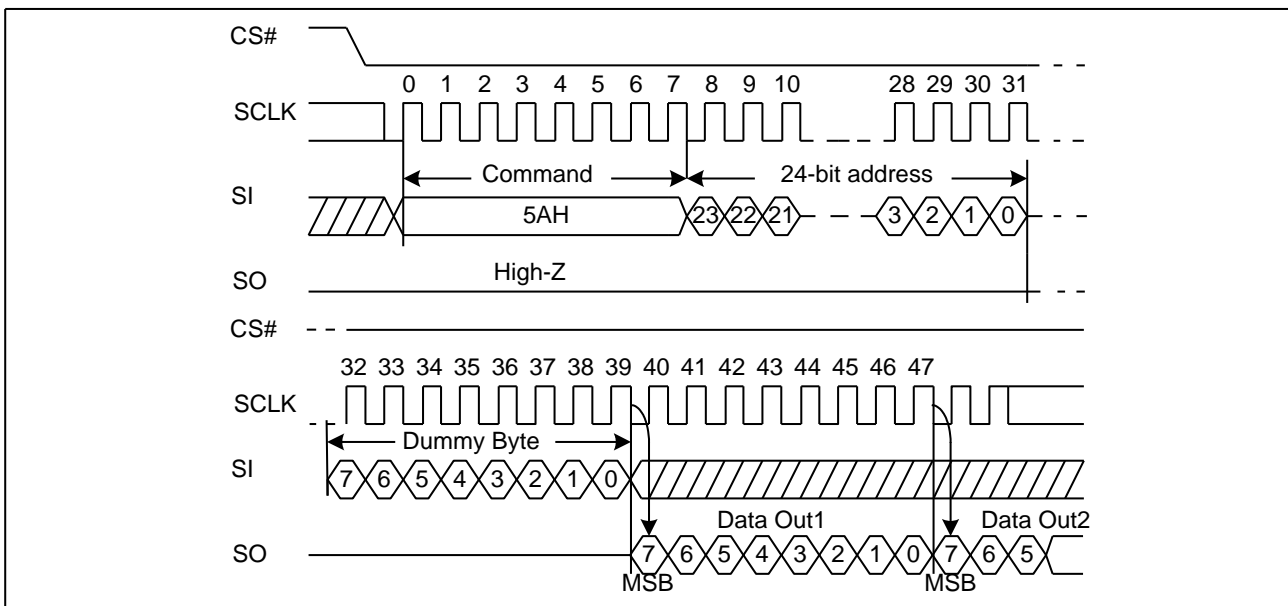 CS#
0 1 2 3 4 5 6 7 8 9 10 28 29 30 31
SCLK
Command 24-bit address
SI
5AH 23 22 21 3 2 1 0
High-Z
SO
CS#
32 33 34 35 36 37 38 39 40 41 42 43 44 45 46 47
SCLK
Dummy Byte
SI
7 6 5 4 3 2 1 0
Data Out1 Data Out2
SO
7 6 5 4 3 2 1 0 7 6 5
MSB MSB